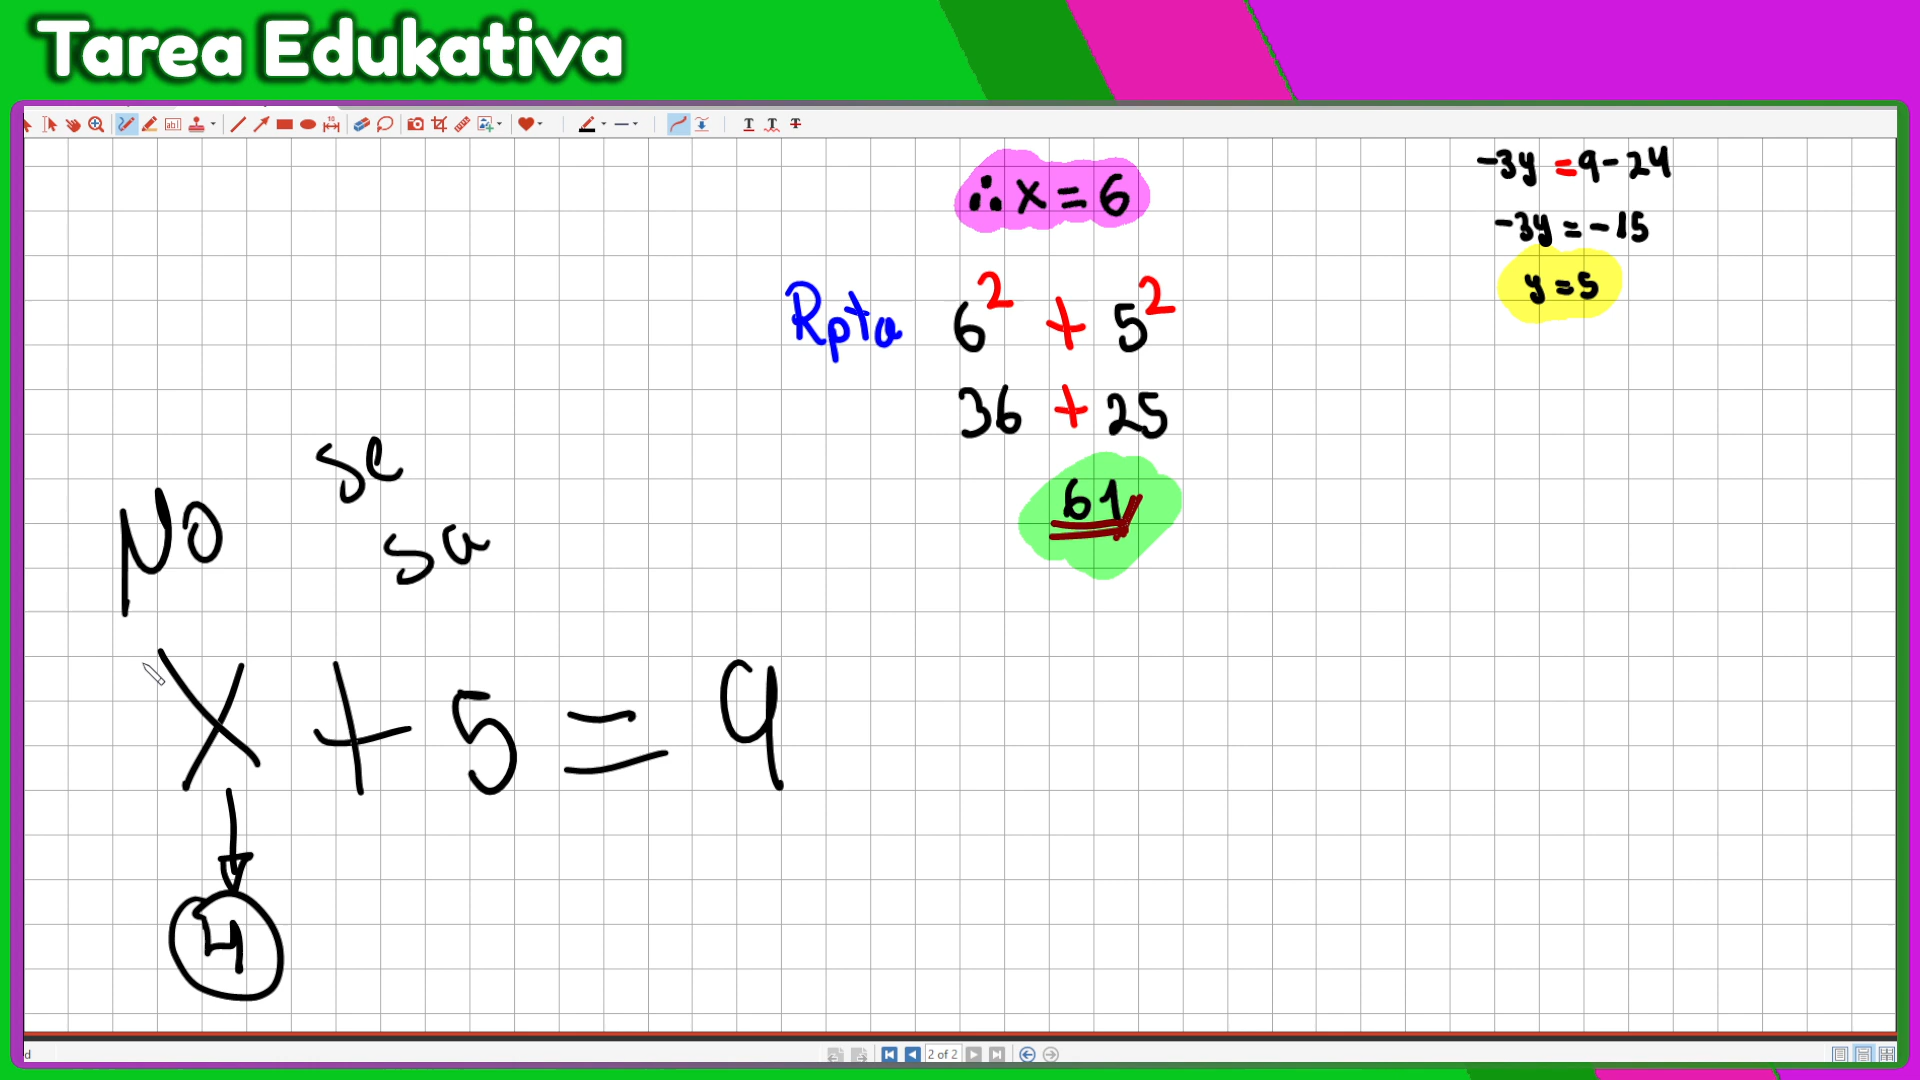 Tarea Edukativa
∴ x = 6
-3y = 9 - 24
-3y = -15
y = 5
Rpta 6² + 5²
36 + 25
61
No se
sa
x + 5 = 9
4
2 of 2